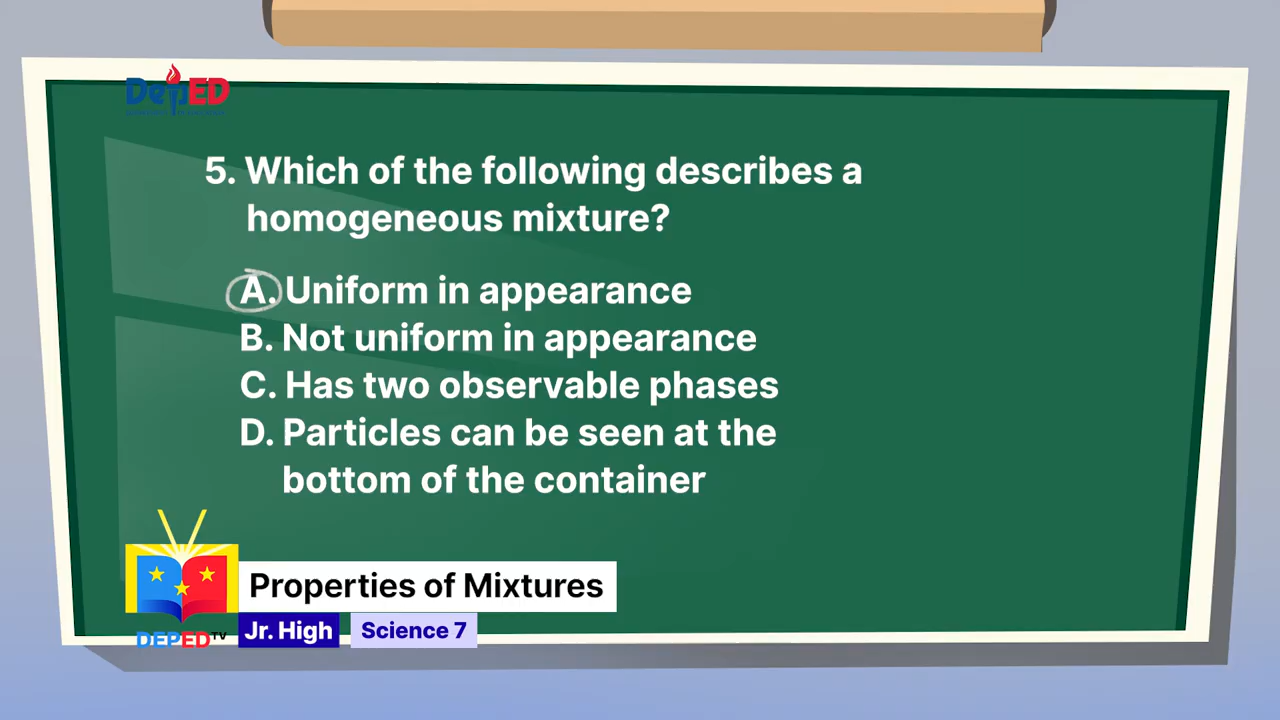 DepED
5. Which of the following describes a
homogeneous mixture?
A. Uniform in appearance
B. Not uniform in appearance
C. Has two observable phases
D. Particles can be seen at the
bottom of the container
Properties of Mixtures
DEPED TV
Jr. High
Science 7